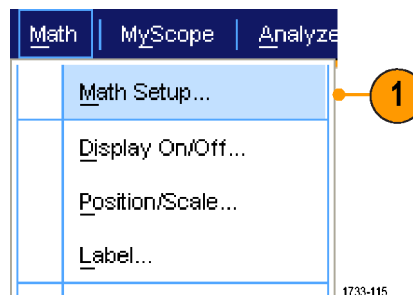 Math | MyScope | Analyze
Math Setup...
1
Display On/Off...
Position/Scale...
Label...
1733-115